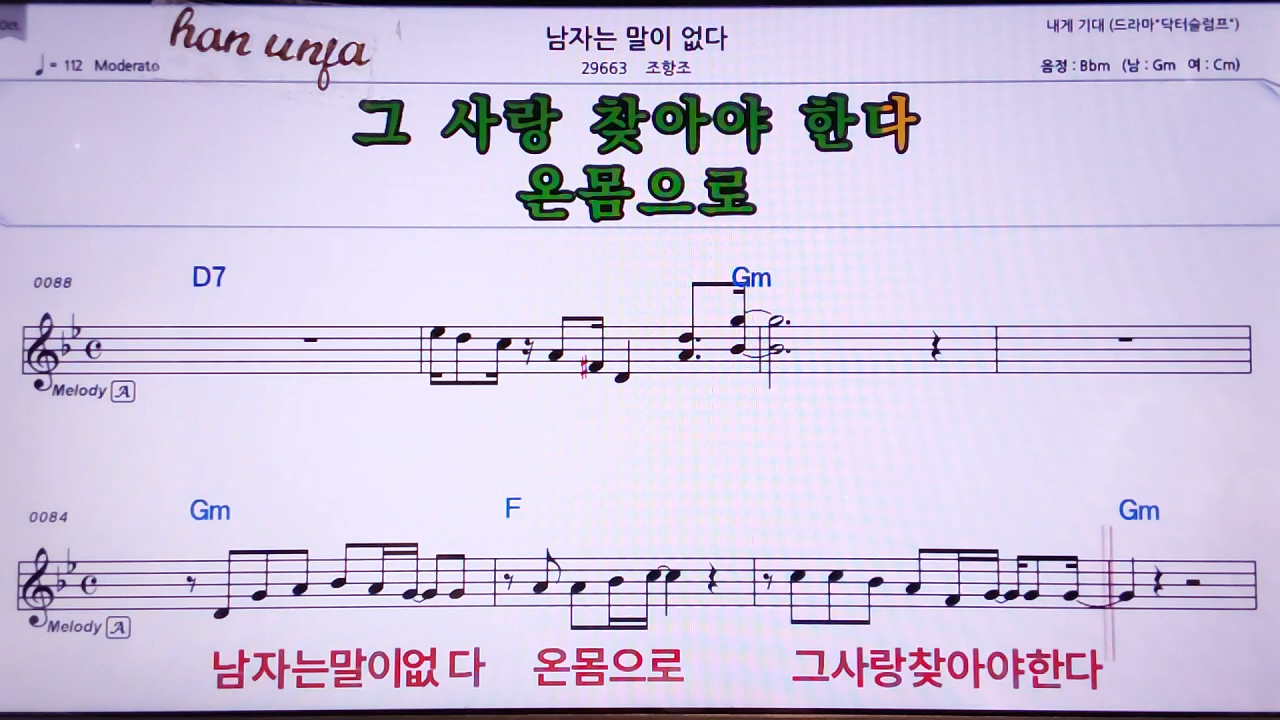 han unfa
남자는 말이 없다
29663 조항조
내게 기대 (드라마"닥터슬럼프")
♩= 112 Moderato
음정 : Bbm (남 : Gm 여 : Cm)
그 사랑 찾아야 한다
온몸으로
0088 D7 Gm
Melody A
0084 Gm F Gm
Melody A
남자는말이없 다 온몸으로 그사랑찾아야한다